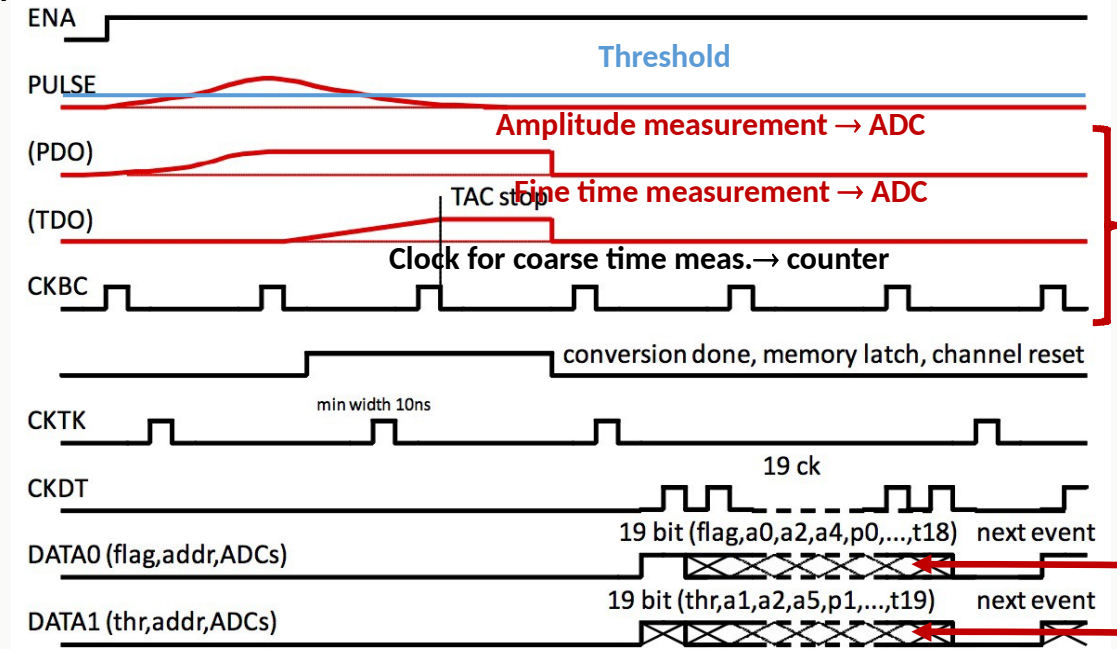 ENA
Threshold
PULSE
Amplitude measurement → ADC
(PDO)
TAC stop
Fine time measurement → ADC
(TDO)
Clock for coarse time meas.→ counter
CKBC
conversion done, memory latch, channel reset
min width 10ns
CKTK
19 ck
CKDT
19 bit (flag,a0,a2,a4,p0,...,t18) next event
DATA0 (flag,addr,ADCs)
19 bit (thr,a1,a2,a5,p1,...,t19) next event
DATA1 (thr,addr,ADCs)